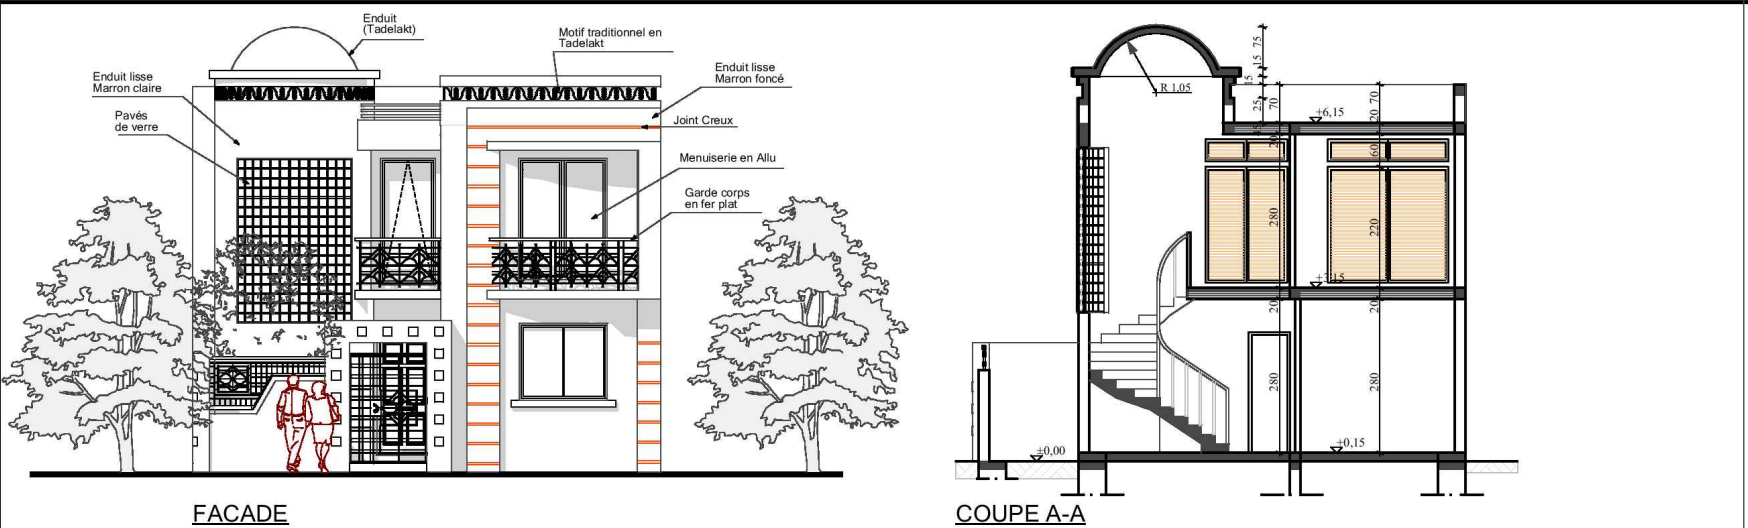 Enduit
(Tadelakt)
Motif traditionnel en
Tadelakt
Enduit lisse
Marron foncé
Enduit lisse
Marron claire
Pavés
de verre
Joint Creux
Menuiserie en Allu
Garde corps
en fer plat
FACADE
R 1,05
75
15
15
25
70
70
20
+6,15
45
20
60
280
220
+3,15
20
20
280
280
±0,00
+0,15
COUPE A-A